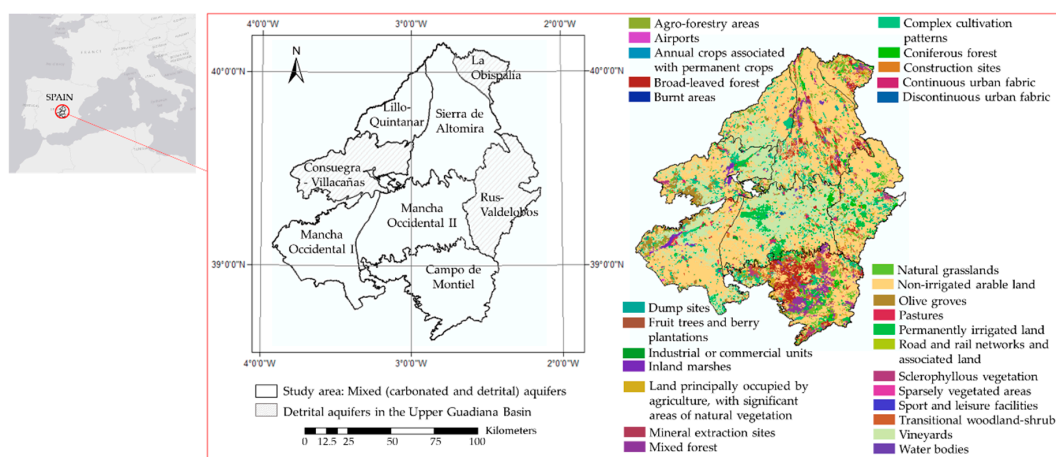 SPAIN
4°0'0"W
3°0'0"W
2°0'0"W
N
40°0'0"N
39°0'0"N
La
Obispalía
Lillo-
Quintanar
Sierra de
Altomira
Consuegra
- Villacañas
Rus-
Valdelobos
Mancha
Occidental II
Mancha
Occidental I
Campo de
Montiel
4°0'0"W
3°0'0"W
2°0'0"W
Study area: Mixed (carbonated and detrital) aquifers
Detrital aquifers in the Upper Guadiana Basin
0 12.5 25 50 75 100
Kilometers
40°0'0"N
39°0'0"N
Agro-forestry areas
Airports
Annual crops associated
with permanent crops
Broad-leaved forest
Burnt areas
Complex cultivation
patterns
Coniferous forest
Construction sites
Continuous urban fabric
Discontinuous urban fabric
Dump sites
Fruit trees and berry
plantations
Industrial or commercial units
Inland marshes
Land principally occupied by
agriculture, with significant
areas of natural vegetation
Mineral extraction sites
Mixed forest
Natural grasslands
Non-irrigated arable land
Olive groves
Pastures
Permanently irrigated land
Road and rail networks and
associated land
Sclerophyllous vegetation
Sparsely vegetated areas
Sport and leisure facilities
Transitional woodland-shrub
Vineyards
Water bodies